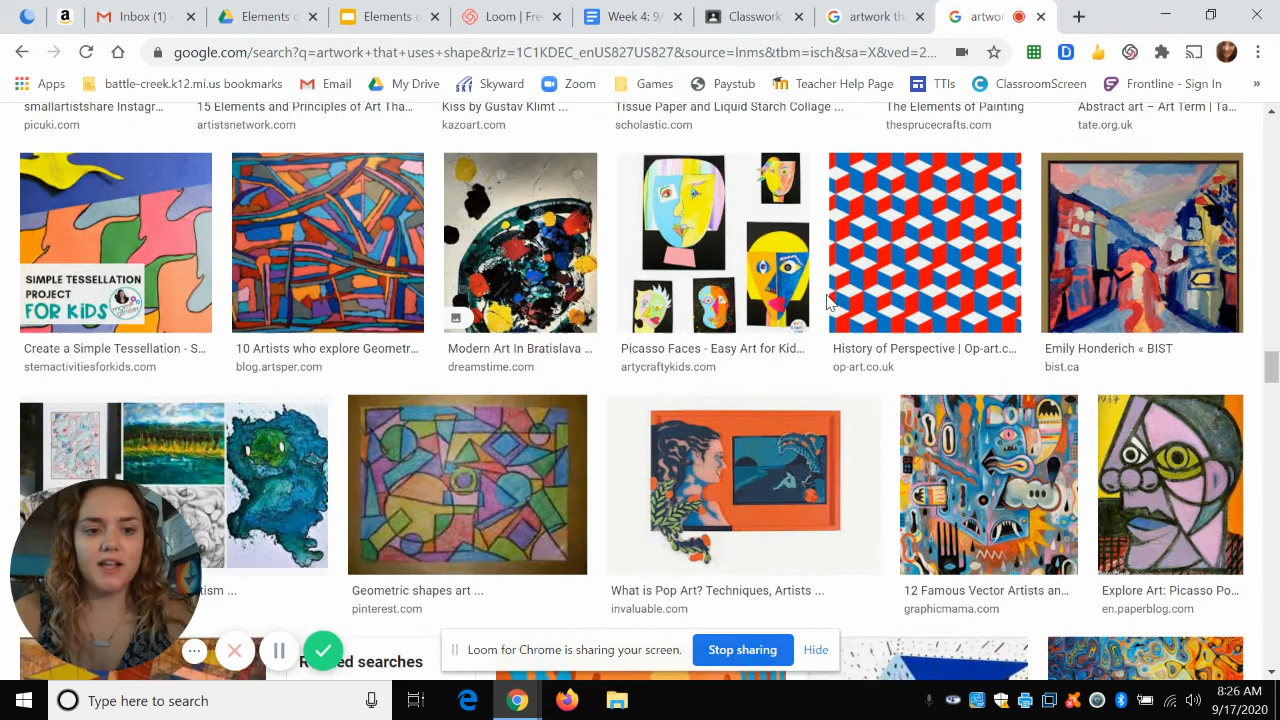 M Inbox (1
Elements o
Elements o
Loom | Fre
Week 4: 9/
Classwork
artwork th
artwor
google.com/search?q=artwork+that+uses+shape&rlz=1C1KDEC_enUS827US827&source=lnms&tbm=isch&sa=X&ved=2...
Apps
battle-creek.k12.mi.us bookmarks
Email
My Drive
Skyward
Zoom
Games
Paystub
Teacher Help Page
TTIs
ClassroomScreen
Frontline - Sign In
»
smallartistshare Instagr...
15 Elements and Principles of Art Tha...
Kiss by Gustav Klimt ...
Tissue Paper and Liquid Starch Collage ...
The Elements of Painting
Abstract art – Art Term | Ta...
picuki.com
artistsnetwork.com
kazoart.com
scholastic.com
thesprucecrafts.com
tate.org.uk
SIMPLE TESSELLATION
PROJECT
FOR KIDS
Create a Simple Tessellation - S...
10 Artists who explore Geometr...
Modern Art In Bratislava ...
Picasso Faces - Easy Art for Kid...
History of Perspective | Op-art.c...
Emily Honderich « BIST
stemactivitiesforkids.com
blog.artsper.com
dreamstime.com
artycraftykids.com
op-art.co.uk
bist.ca
1937
tism ...
Geometric shapes art ...
What is Pop Art? Techniques, Artists ...
12 Famous Vector Artists an...
Explore Art: Picasso Po...
pinterest.com
invaluable.com
graphicmama.com
en.paperblog.com
Loom for Chrome is sharing your screen.
Stop sharing
Hide
searches
Type here to search
8:26 AM
9/17/2020